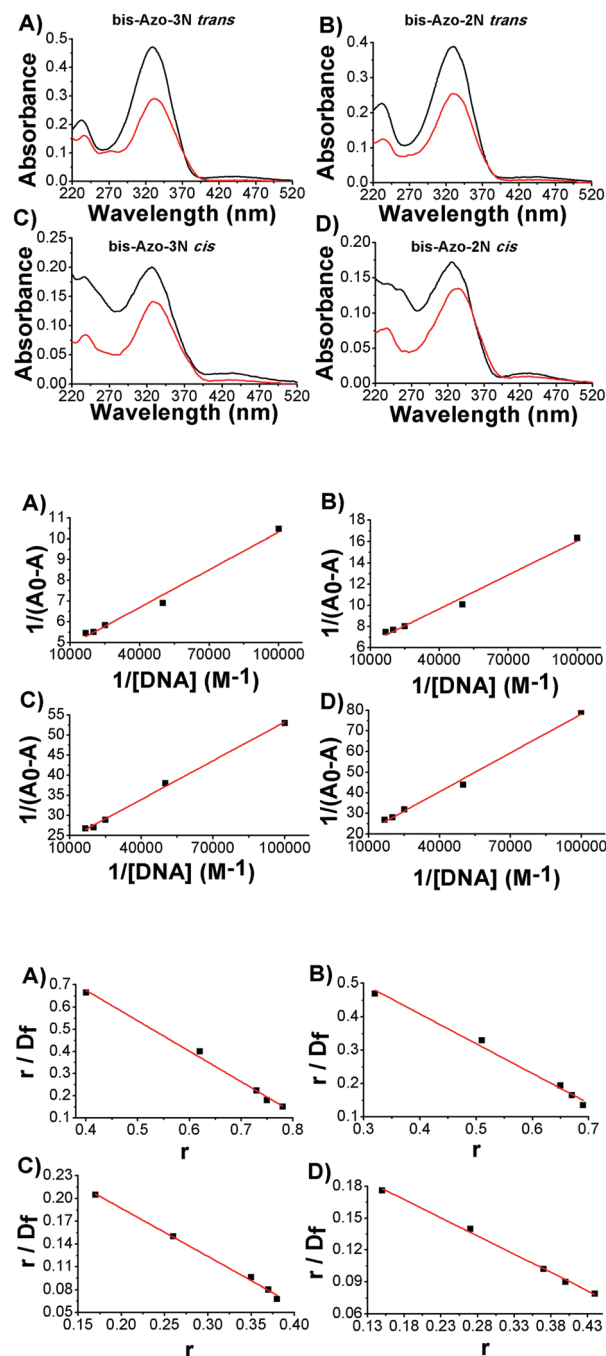 A) bis-Azo-3N trans
0.5
0.4
0.3
0.2
0.1
0.0
Absorbance
220 270 320 370 420 470 520
Wavelength (nm)
B) bis-Azo-2N trans
0.4
0.3
0.2
0.1
0.0
Absorbance
220 270 320 370 420 470 520
Wavelength (nm)
C) bis-Azo-3N cis
0.25
0.20
0.15
0.10
0.05
0.00
Absorbance
220 270 320 370 420 470 520
Wavelength (nm)
D) bis-Azo-2N cis
0.20
0.15
0.10
0.05
0.00
Absorbance
220 270 320 370 420 470 520
Wavelength (nm)
A)
11
10
9
8
7
6
5
4
1/(A0-A)
10000 40000 70000 100000
1/[DNA] (M-1)
B)
18
16
14
12
10
8
6
1/(A0-A)
10000 40000 70000 100000
1/[DNA] (M-1)
C)
55
50
45
40
35
30
25
1/(A0-A)
10000 40000 70000 100000
1/[DNA] (M-1)
D)
80
70
60
50
40
30
20
1/(A0-A)
10000 40000 70000 100000
1/[DNA] (M-1)
A)
0.7
0.6
0.5
0.4
0.3
0.2
0.1
r / Df
0.4 0.5 0.6 0.7 0.8
r
B)
0.5
0.4
0.3
0.2
0.1
r / Df
0.3 0.4 0.5 0.6 0.7
r
C)
0.23
0.20
0.17
0.14
0.11
0.08
0.05
r / Df
0.15 0.20 0.25 0.30 0.35 0.40
r
D)
0.18
0.15
0.12
0.09
0.06
r / Df
0.13 0.18 0.23 0.28 0.33 0.38 0.43
r